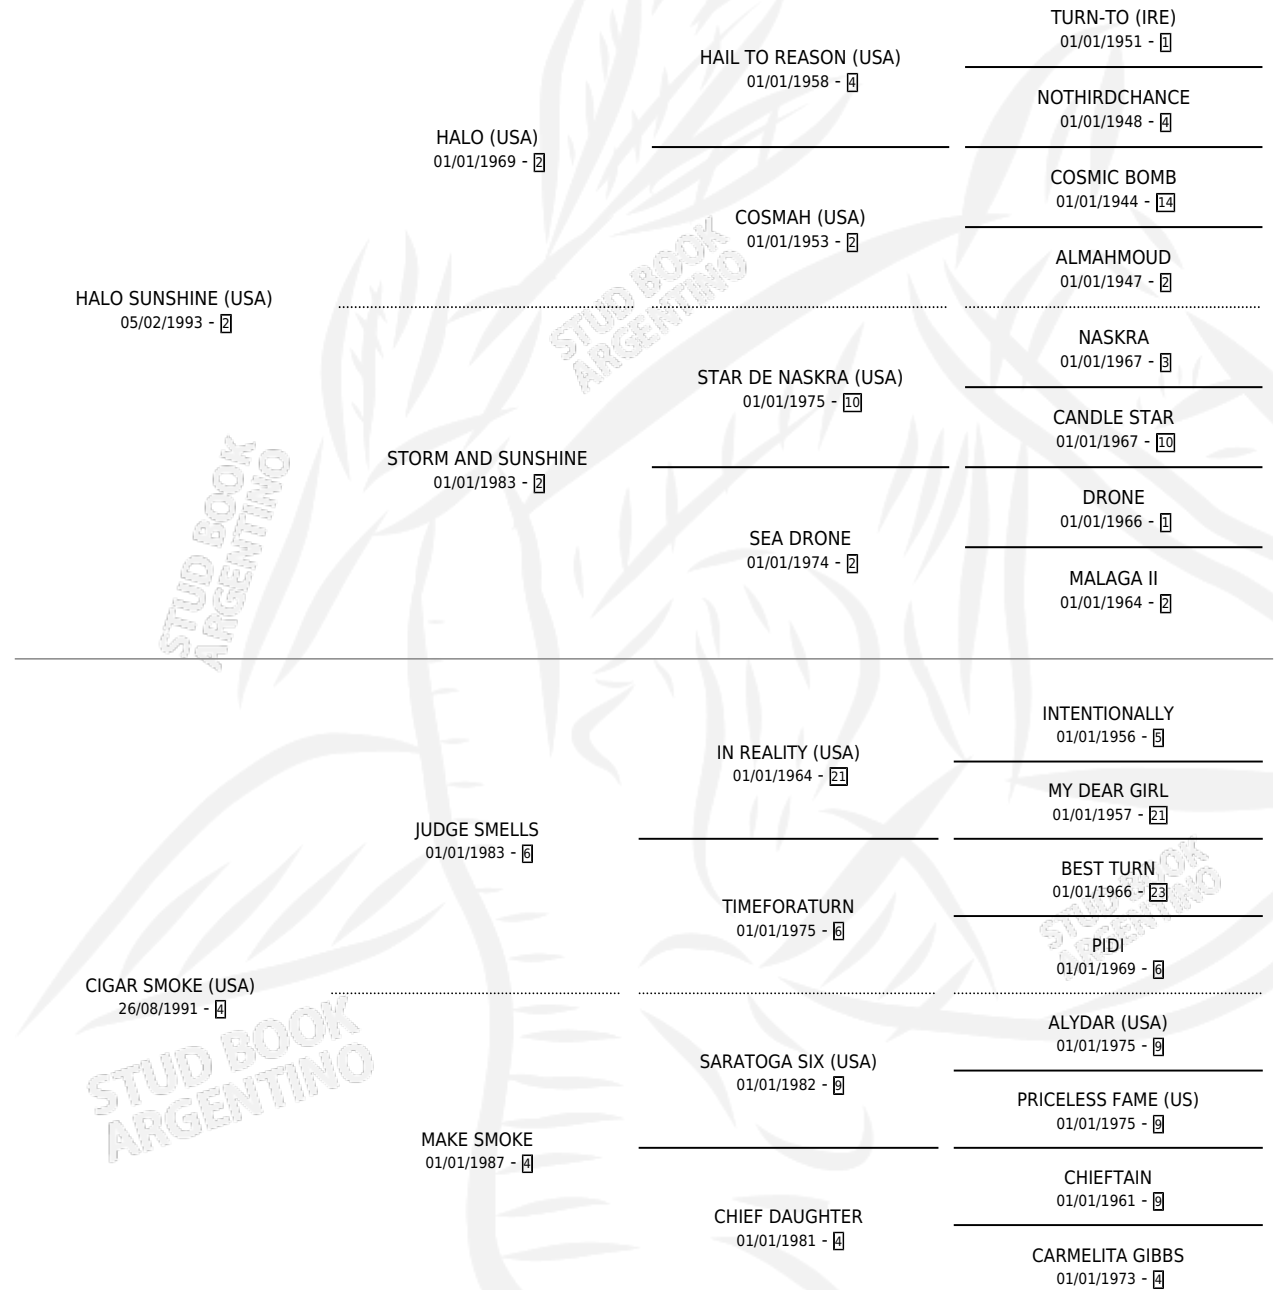 TURN-TO (IRE)
01/01/1951 - 1
HAIL TO REASON (USA)
01/01/1958 - 4
NOTHIRDCHANCE
01/01/1948 - 4
HALO (USA)
01/01/1969 - 2
COSMIC BOMB
01/01/1944 - 14
COSMAH (USA)
01/01/1953 - 2
ALMAHMOUD
01/01/1947 - 2
HALO SUNSHINE (USA)
05/02/1993 - 2
NASKRA
01/01/1967 - 3
STAR DE NASKRA (USA)
01/01/1975 - 10
CANDLE STAR
01/01/1967 - 10
STORM AND SUNSHINE
01/01/1983 - 2
DRONE
01/01/1966 - 1
SEA DRONE
01/01/1974 - 2
MALAGA II
01/01/1964 - 2
INTENTIONALLY
01/01/1956 - 5
IN REALITY (USA)
01/01/1964 - 21
MY DEAR GIRL
01/01/1957 - 21
JUDGE SMELLS
01/01/1983 - 6
BEST TURN
01/01/1966 - 23
TIMEFORATURN
01/01/1975 - 6
PIDI
01/01/1969 - 6
CIGAR SMOKE (USA)
26/08/1991 - 4
ALYDAR (USA)
01/01/1975 - 9
SARATOGA SIX (USA)
01/01/1982 - 9
PRICELESS FAME (US)
01/01/1975 - 9
MAKE SMOKE
01/01/1987 - 4
CHIEFTAIN
01/01/1961 - 9
CHIEF DAUGHTER
01/01/1981 - 4
CARMELITA GIBBS
01/01/1973 - 4
STUD BOOK
ARGENTINO
STUD BOOK
ARGENTINO
STUD BOOK
ARGENTINO
STUD BOOK
ARGENTINO